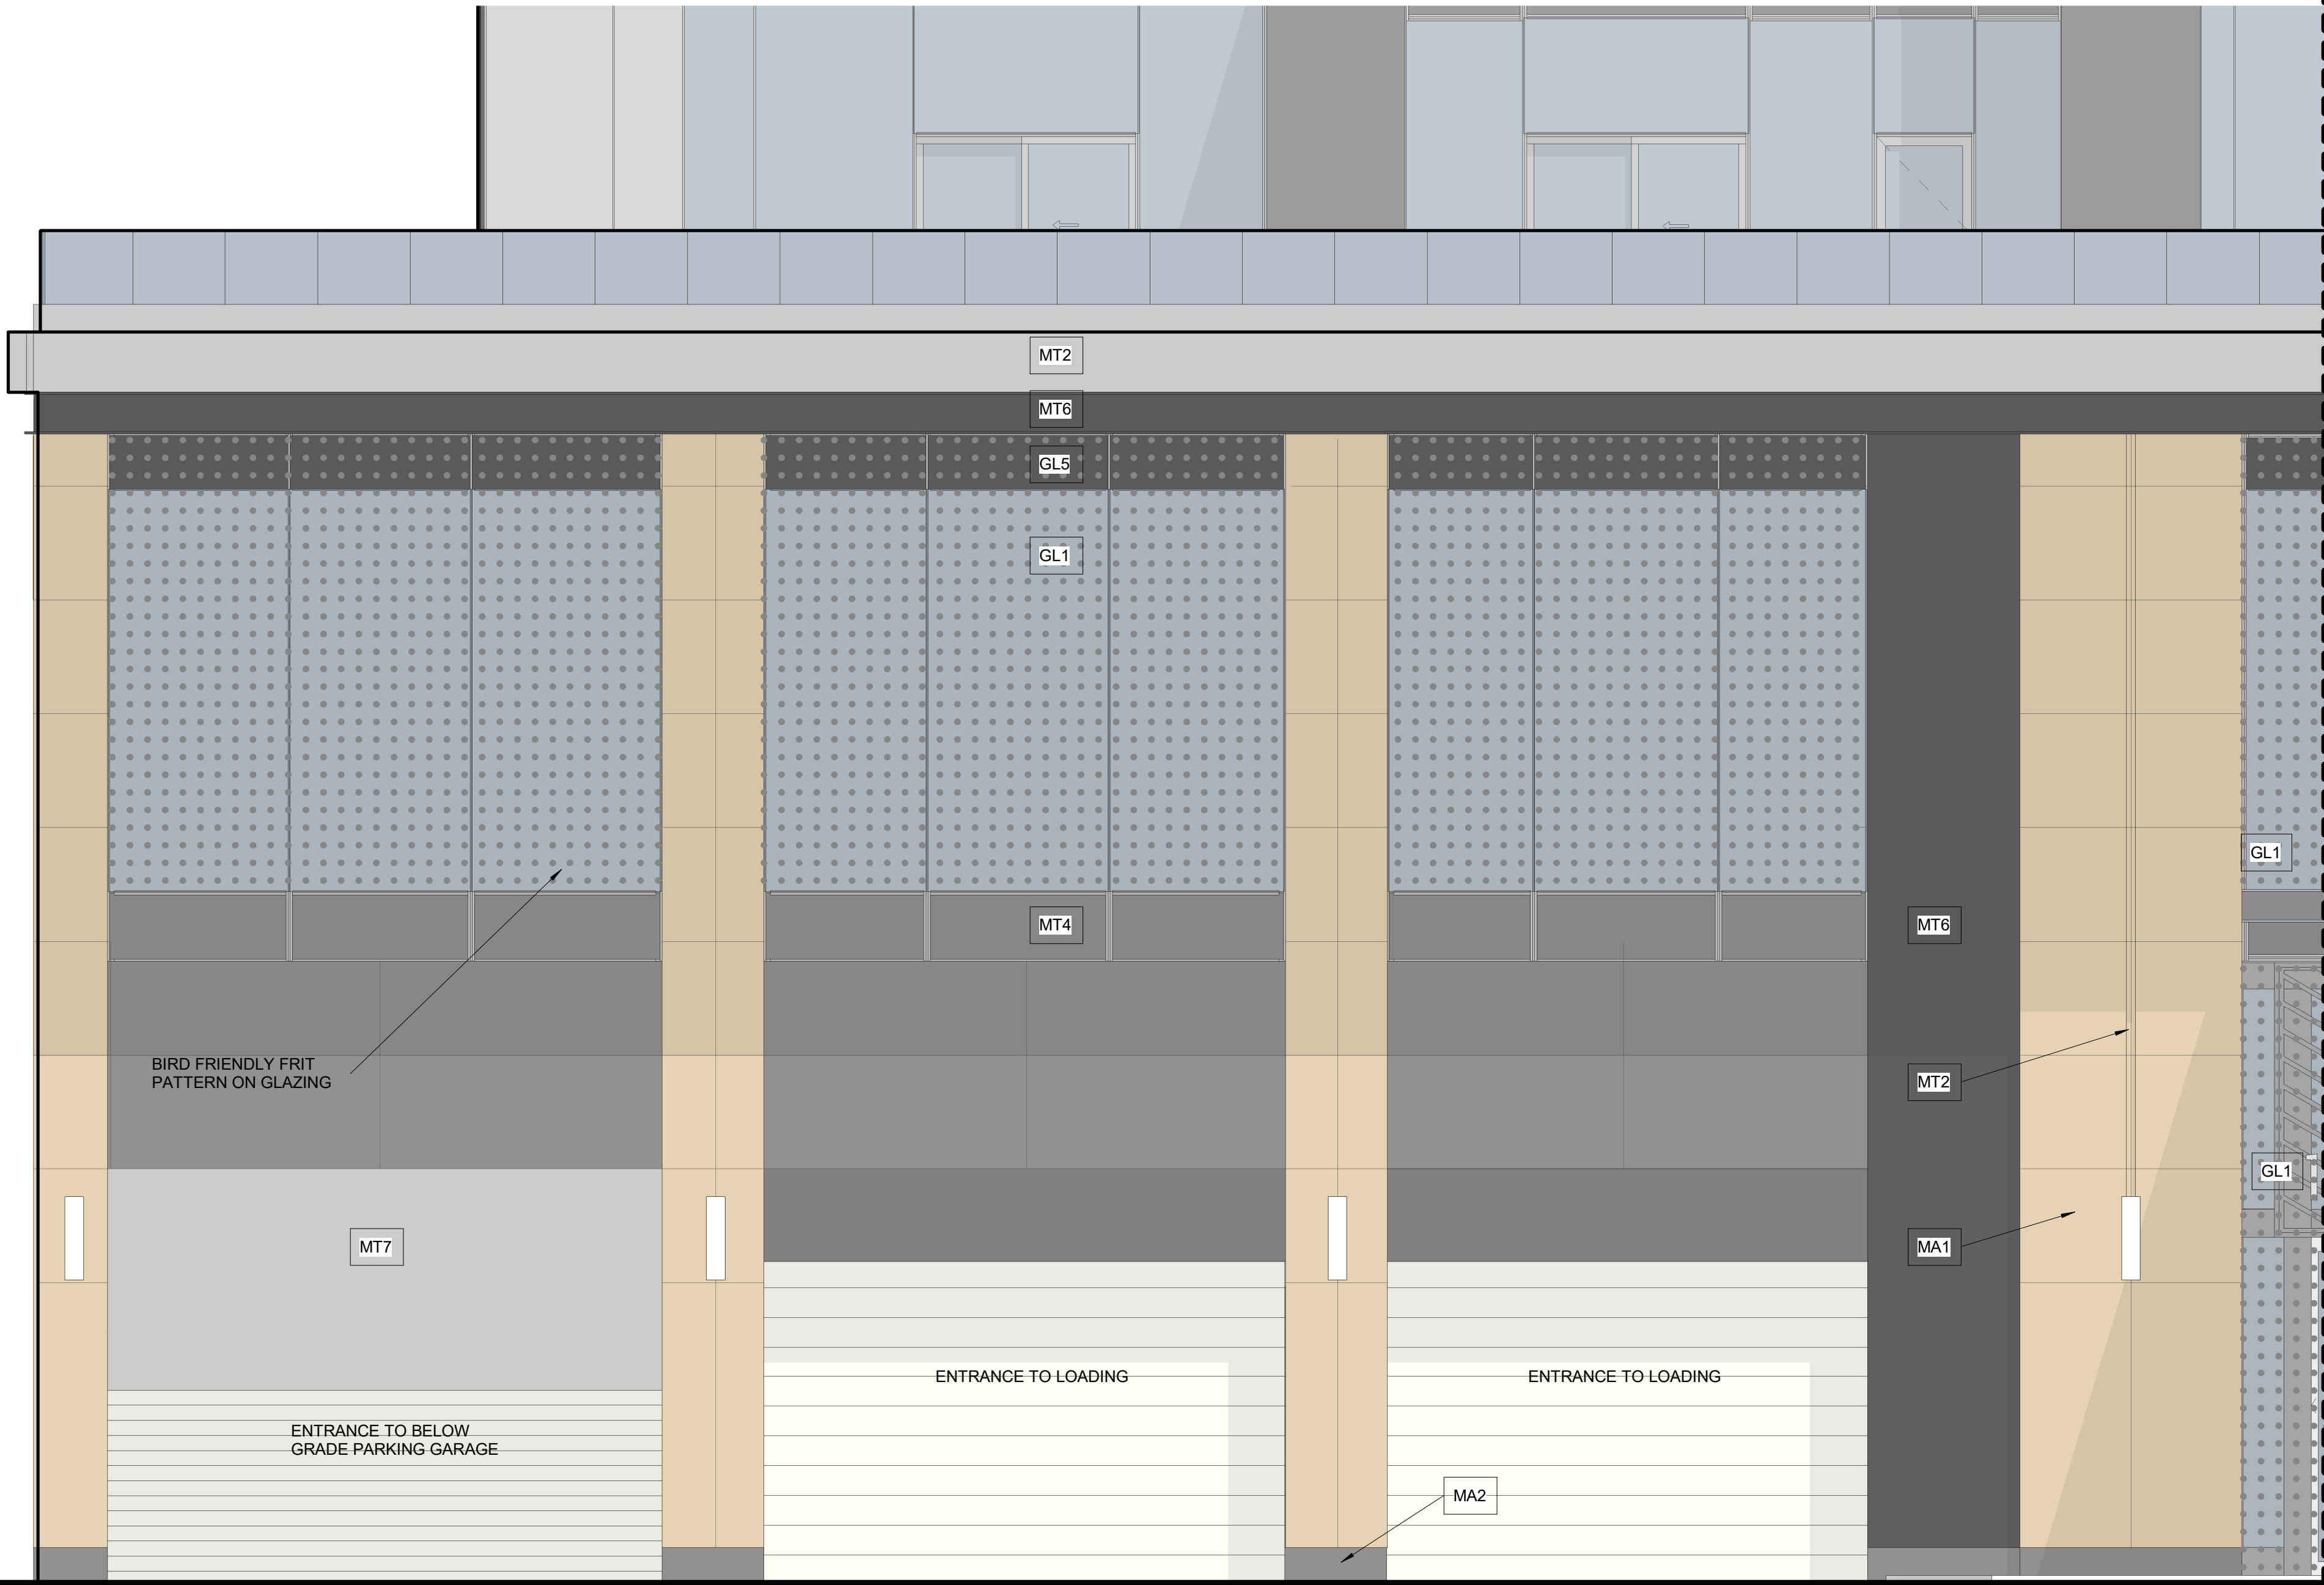 MT2
MT6
GL5
GL1
GL1
MT4
MT6
BIRD FRIENDLY FRIT
PATTERN ON GLAZING
MT2
GL1
MT7
MA1
ENTRANCE TO LOADING
ENTRANCE TO LOADING
ENTRANCE TO BELOW
GRADE PARKING GARAGE
MA2